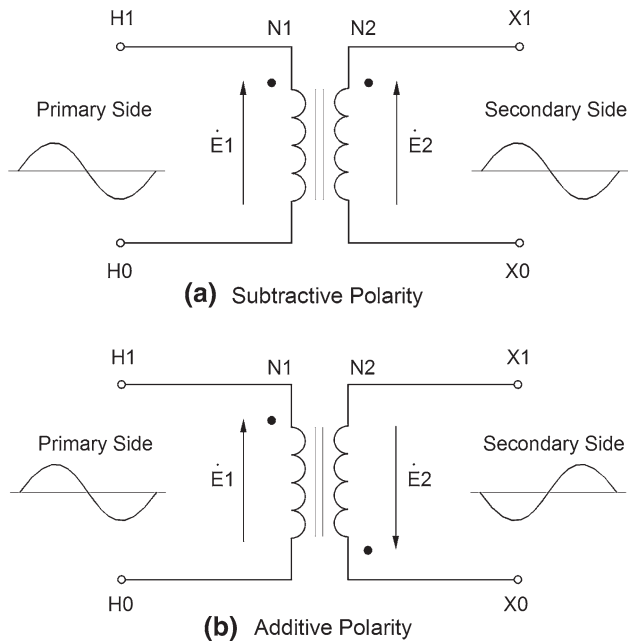 H1 N1 N2 X1
Primary Side Secondary Side
Ė1 Ė2
H0 X0
(a) Subtractive Polarity
H1 N1 N2 X1
Primary Side Secondary Side
Ė1 Ė2
H0 X0
(b) Additive Polarity